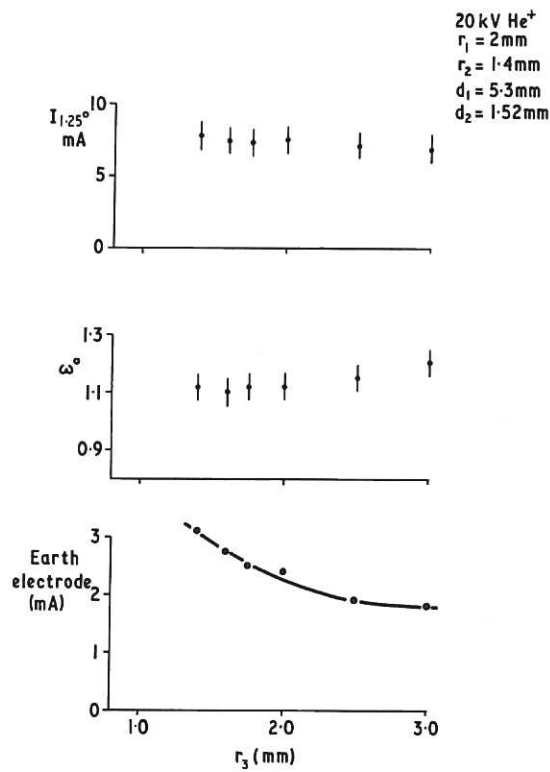 20 kV He⁺
r₁ = 2mm
r₂ = 1·4mm
d₁ = 5·3mm
d₂ = 1·52mm
I₁·₂₅°
mA
10
5
0
ω°
1·3
1·1
0·9
Earth
electrode
(mA)
3
2
1
0
1·0
2·0
3·0
r₃ (mm)